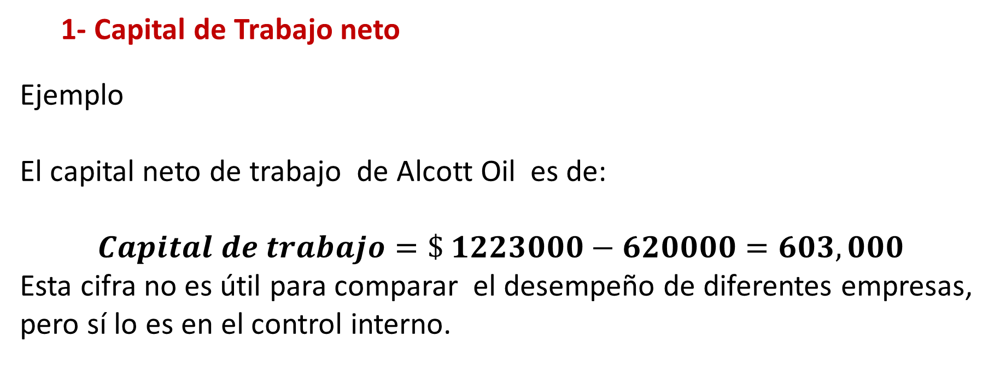 1- Capital de Trabajo neto
Ejemplo
El capital neto de trabajo  de Alcott Oil  es de:
Capital de trabajo = $ 1223000 − 620000 = 603,000
Esta cifra no es útil para comparar  el desempeño de diferentes empresas,
pero sí lo es en el control interno.